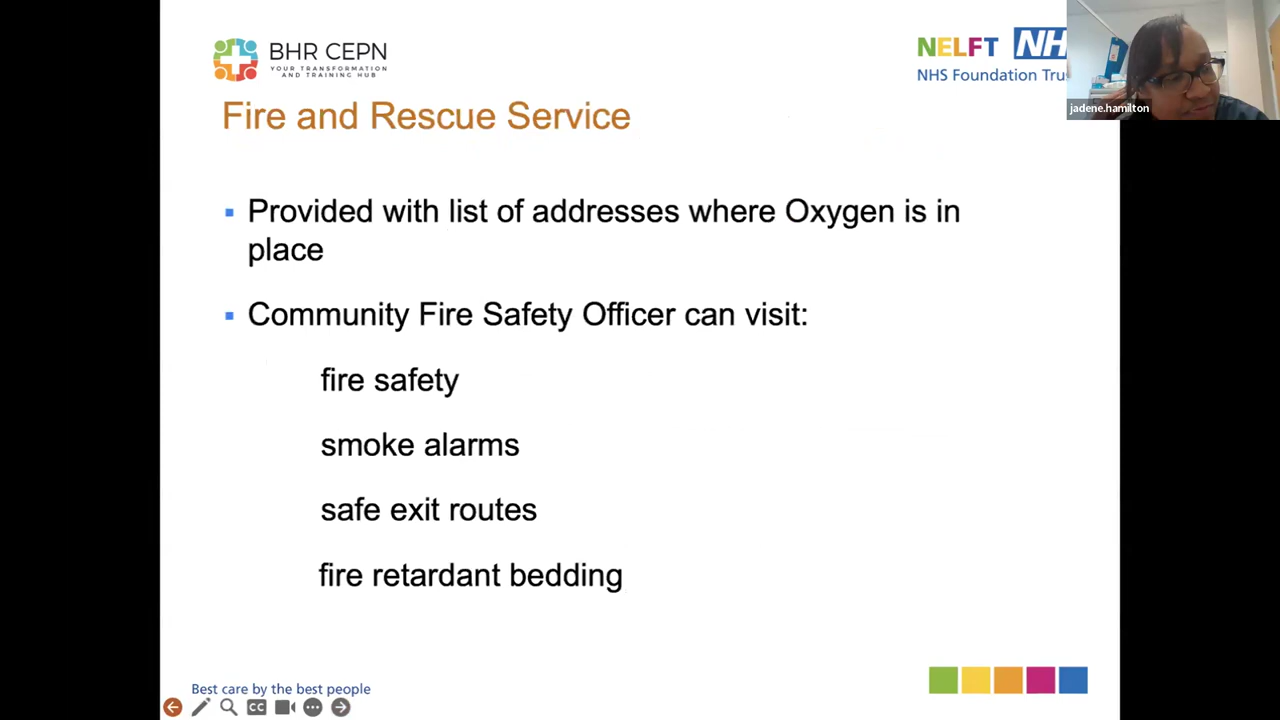 BHR CEPN
YOUR TRANSFORMATION
AND TRAINING HUB
NELFT NH
NHS Foundation Tru
jadene.hamilton
Fire and Rescue Service
▪ Provided with list of addresses where Oxygen is in
place
▪ Community Fire Safety Officer can visit:
fire safety
smoke alarms
safe exit routes
fire retardant bedding
Best care by the best people
CC